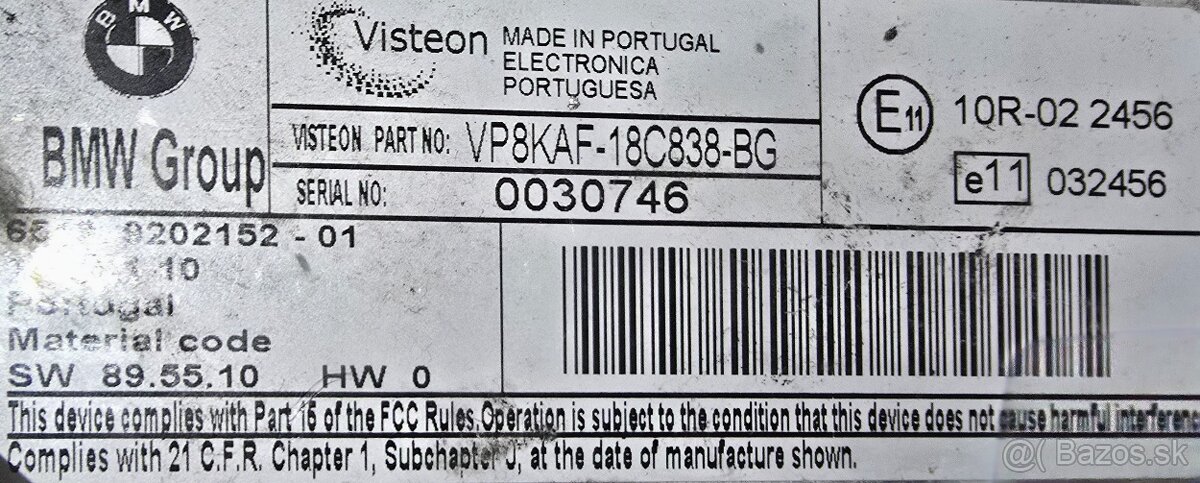 BMW
BMW Group
Visteon
MADE IN PORTUGAL
ELECTRONICA
PORTUGUESA
VISTEON PART NO: VP8KAF-18C838-BG
SERIAL NO: 0030746
E11 10R-02 2456
e11 032456
9202152 - 01
10
Portugal
Material code
SW 89.55.10 HW 0
This device complies with Part 15 of the FCC Rules. Operation is subject to the condition that this device does not cause harmful interferen
Complies with 21 C.F.R. Chapter 1, Subchapter J, at the date of manufacture shown.
@( Bazos.sk